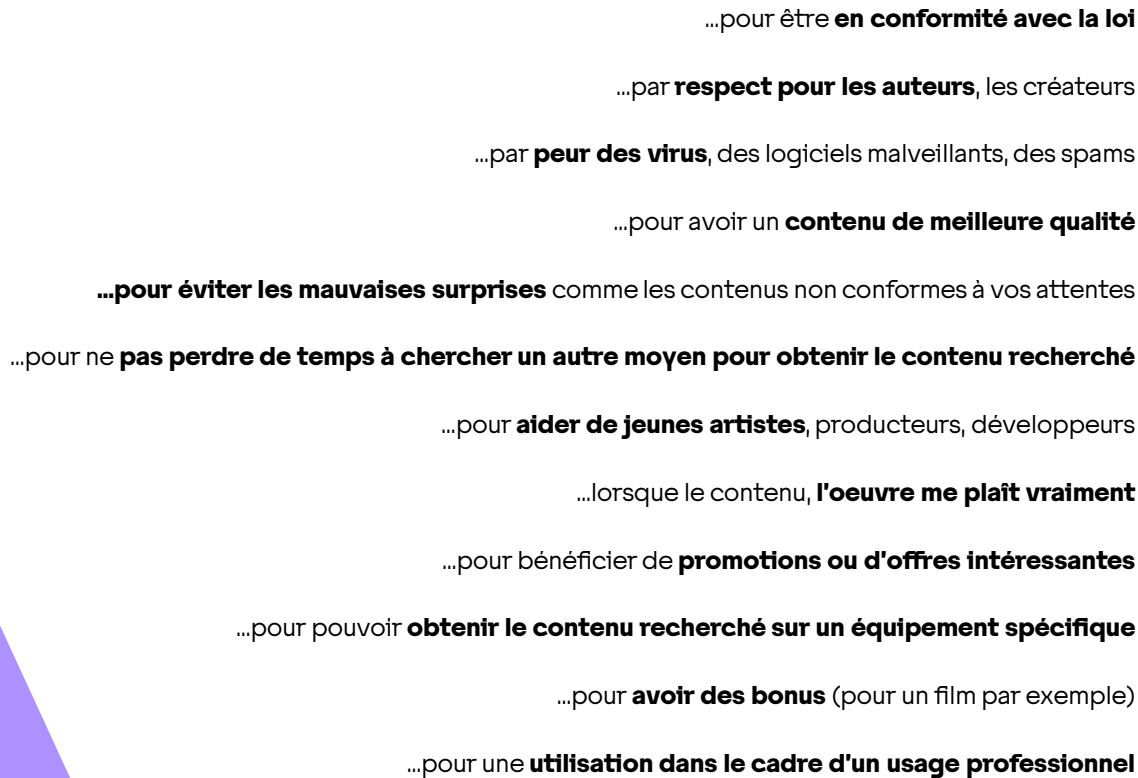 ...pour être en conformité avec la loi
...par respect pour les auteurs, les créateurs
...par peur des virus, des logiciels malveillants, des spams
...pour avoir un contenu de meilleure qualité
...pour éviter les mauvaises surprises comme les contenus non conformes à vos attentes
...pour ne pas perdre de temps à chercher un autre moyen pour obtenir le contenu recherché
...pour aider de jeunes artistes, producteurs, développeurs
...lorsque le contenu, l'oeuvre me plaît vraiment
...pour bénéficier de promotions ou d'offres intéressantes
...pour pouvoir obtenir le contenu recherché sur un équipement spécifique
...pour avoir des bonus (pour un film par exemple)
...pour une utilisation dans le cadre d'un usage professionnel